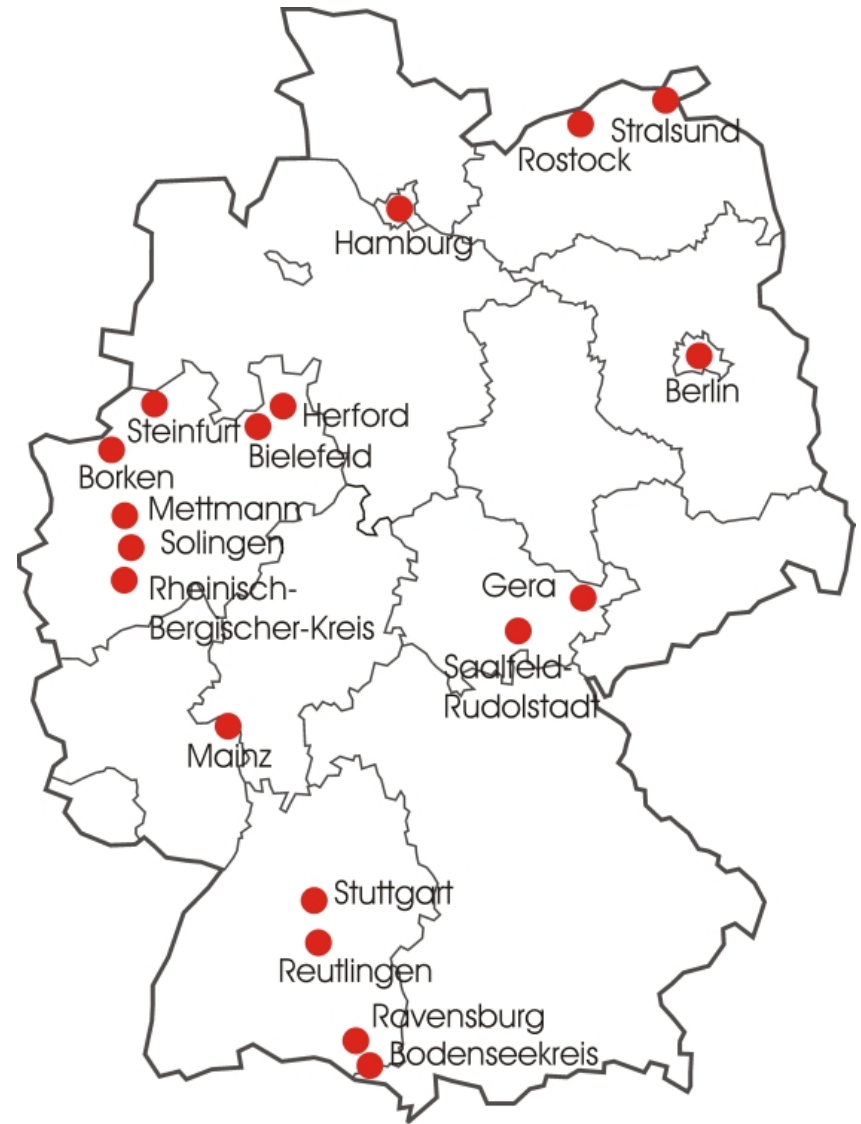 Stralsund
Rostock
Hamburg
Berlin
Herford
Steinfurt
Bielefeld
Borken
Mettmann
Solingen
Rheinisch-
Bergischer-Kreis
Gera
Saalfeld-
Rudolstadt
Mainz
Stuttgart
Reutlingen
Ravensburg
Bodenseekreis